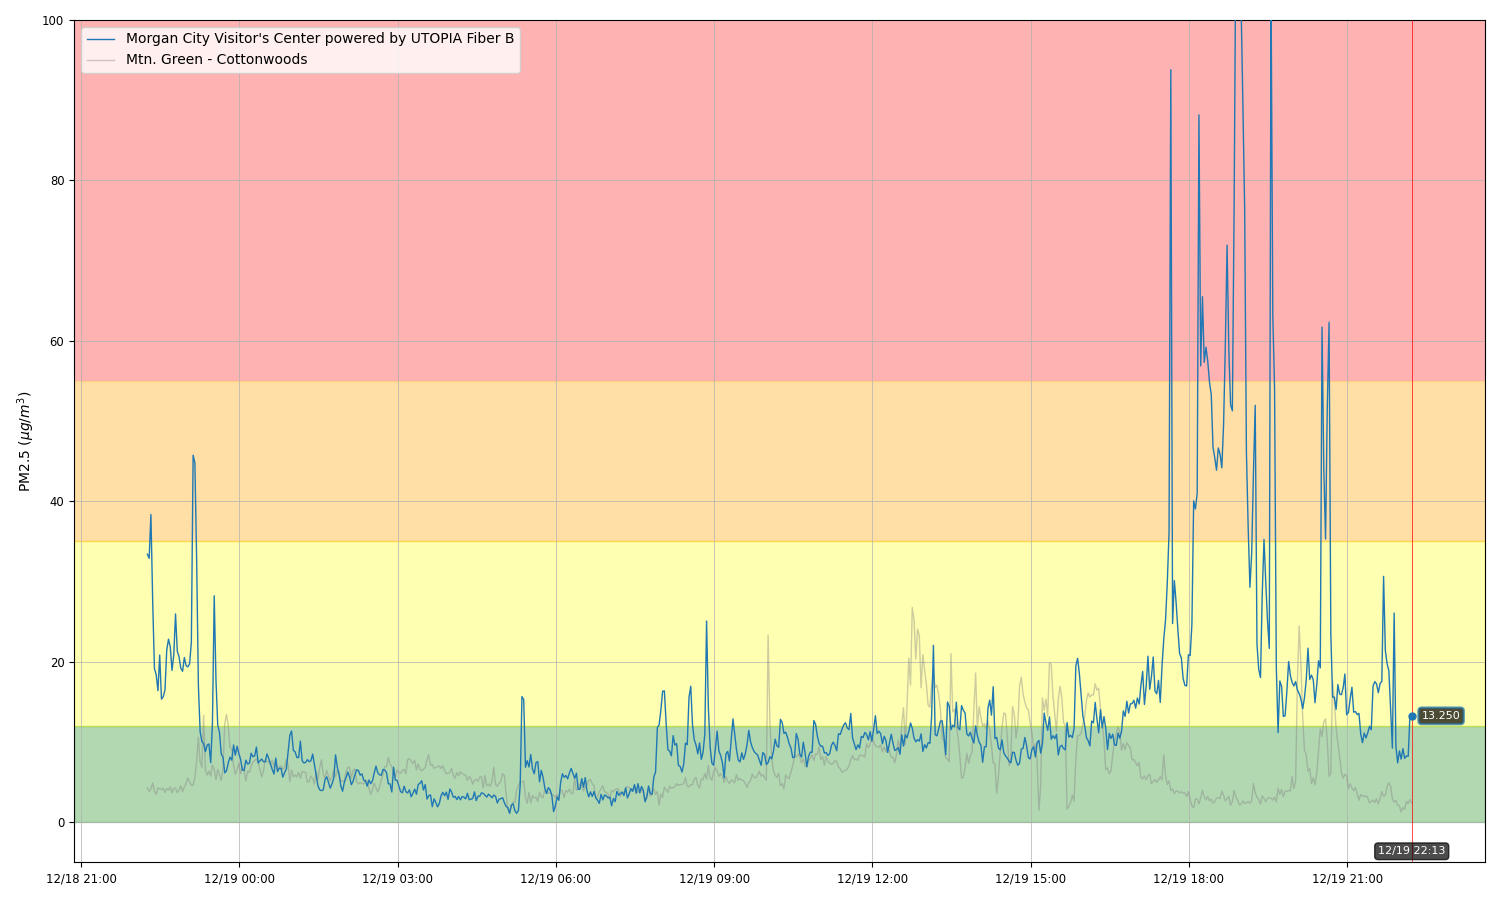 100
Morgan City Visitor's Center powered by UTOPIA Fiber B
Mtn. Green - Cottonwoods
80
60
PM2.5 (μg/m³)
40
20
13.250
0
12/19 22:13
12/18 21:00 12/19 00:00 12/19 03:00 12/19 06:00 12/19 09:00 12/19 12:00 12/19 15:00 12/19 18:00 12/19 21:00